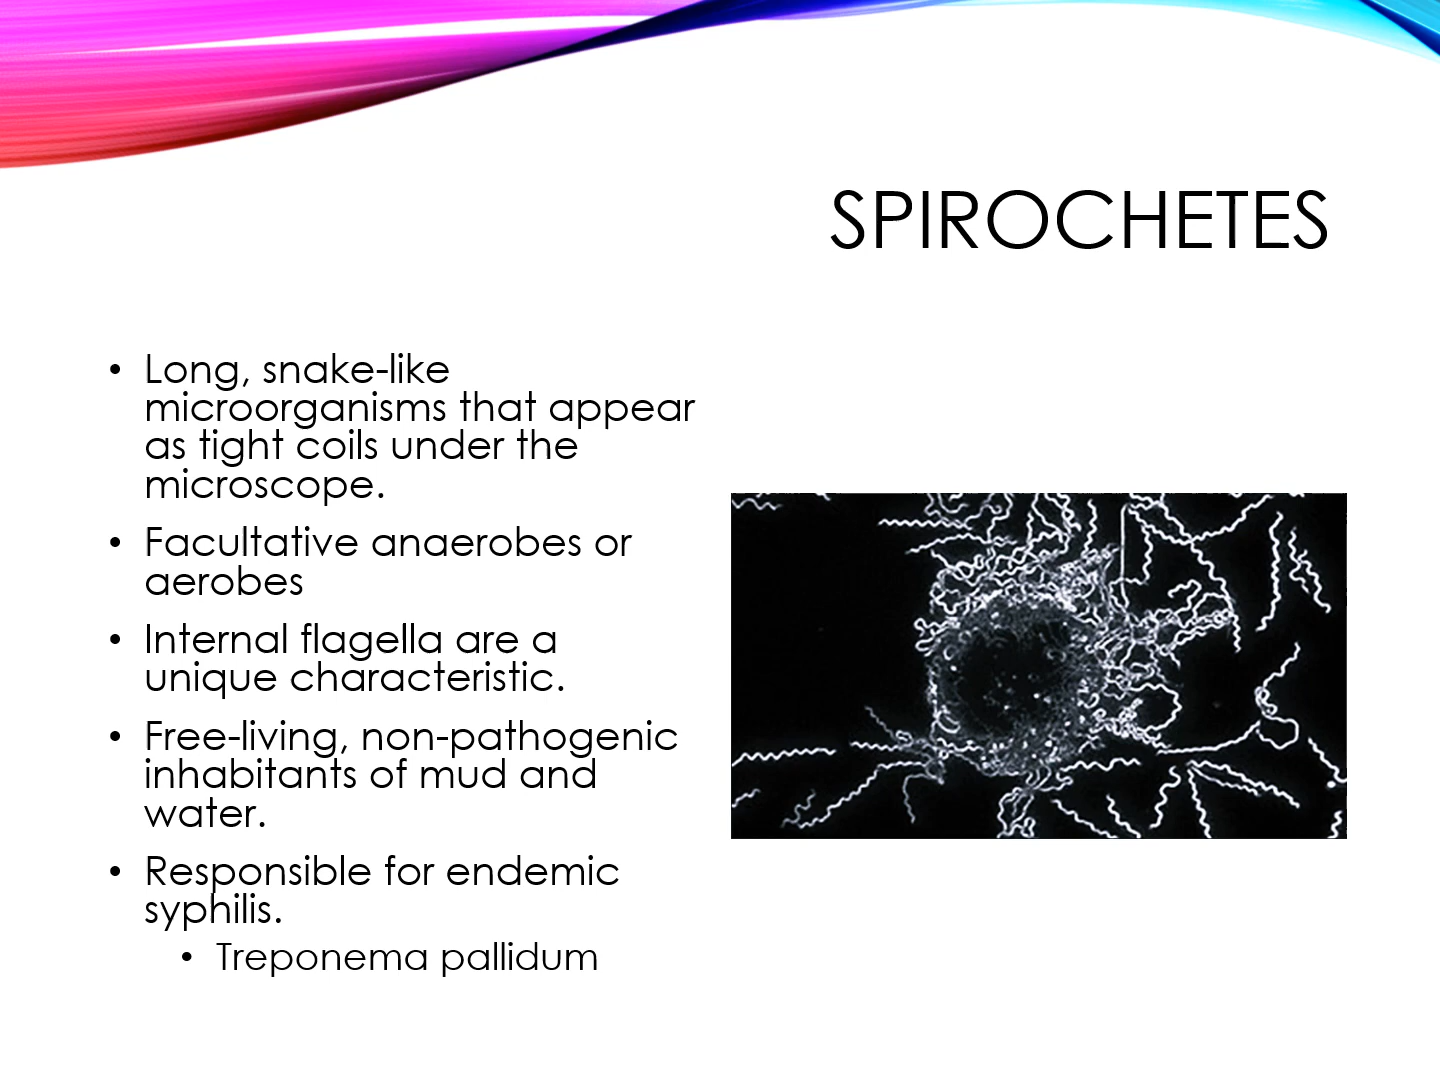 SPIROCHETES
• Long, snake-like
microorganisms that appear
as tight coils under the
microscope.
• Facultative anaerobes or
aerobes
• Internal flagella are a
unique characteristic.
• Free-living, non-pathogenic
inhabitants of mud and
water.
• Responsible for endemic
syphilis.
• Treponema pallidum